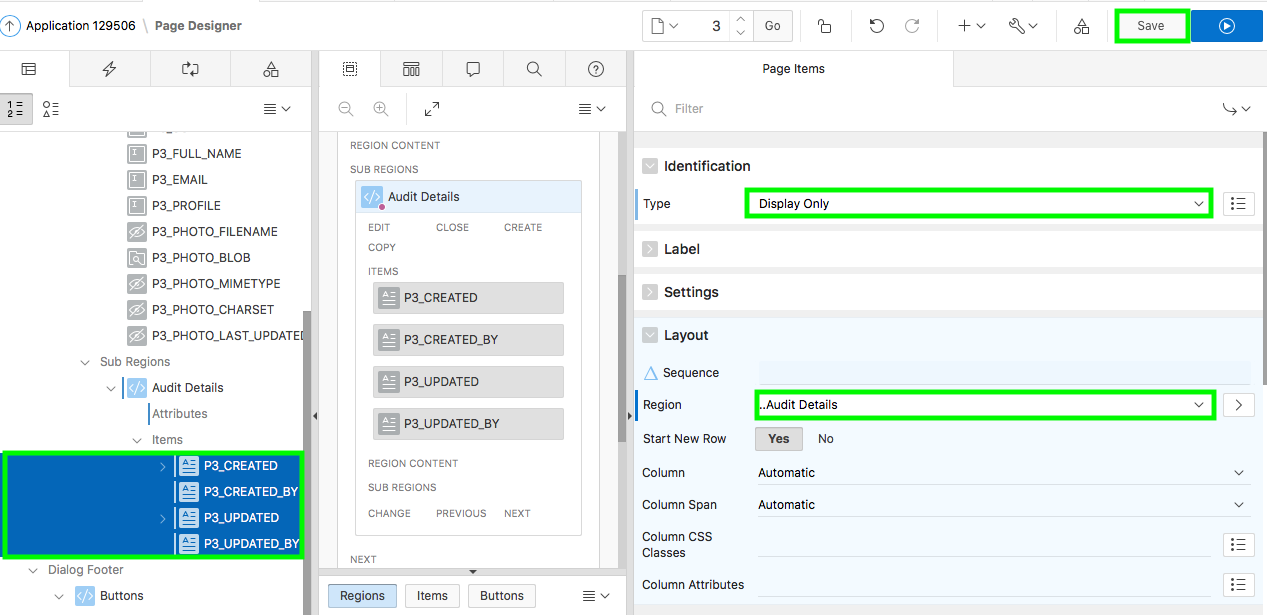 Application 129506 \ Page Designer
3 Go
Save
Page Items
Filter
P3_FULL_NAME
P3_EMAIL
P3_PROFILE
P3_PHOTO_FILENAME
P3_PHOTO_BLOB
P3_PHOTO_MIMETYPE
P3_PHOTO_CHARSET
P3_PHOTO_LAST_UPDATED
Sub Regions
Audit Details
Attributes
Items
P3_CREATED
P3_CREATED_BY
P3_UPDATED
P3_UPDATED_BY
Dialog Footer
Buttons
REGION CONTENT
SUB REGIONS
Audit Details
EDIT CLOSE CREATE
COPY
ITEMS
P3_CREATED
P3_CREATED_BY
P3_UPDATED
P3_UPDATED_BY
REGION CONTENT
SUB REGIONS
CHANGE PREVIOUS NEXT
NEXT
Regions Items Buttons
Identification
Type Display Only
Label
Settings
Layout
Sequence
Region ..Audit Details
Start New Row Yes No
Column Automatic
Column Span Automatic
Column CSS
Classes
Column Attributes